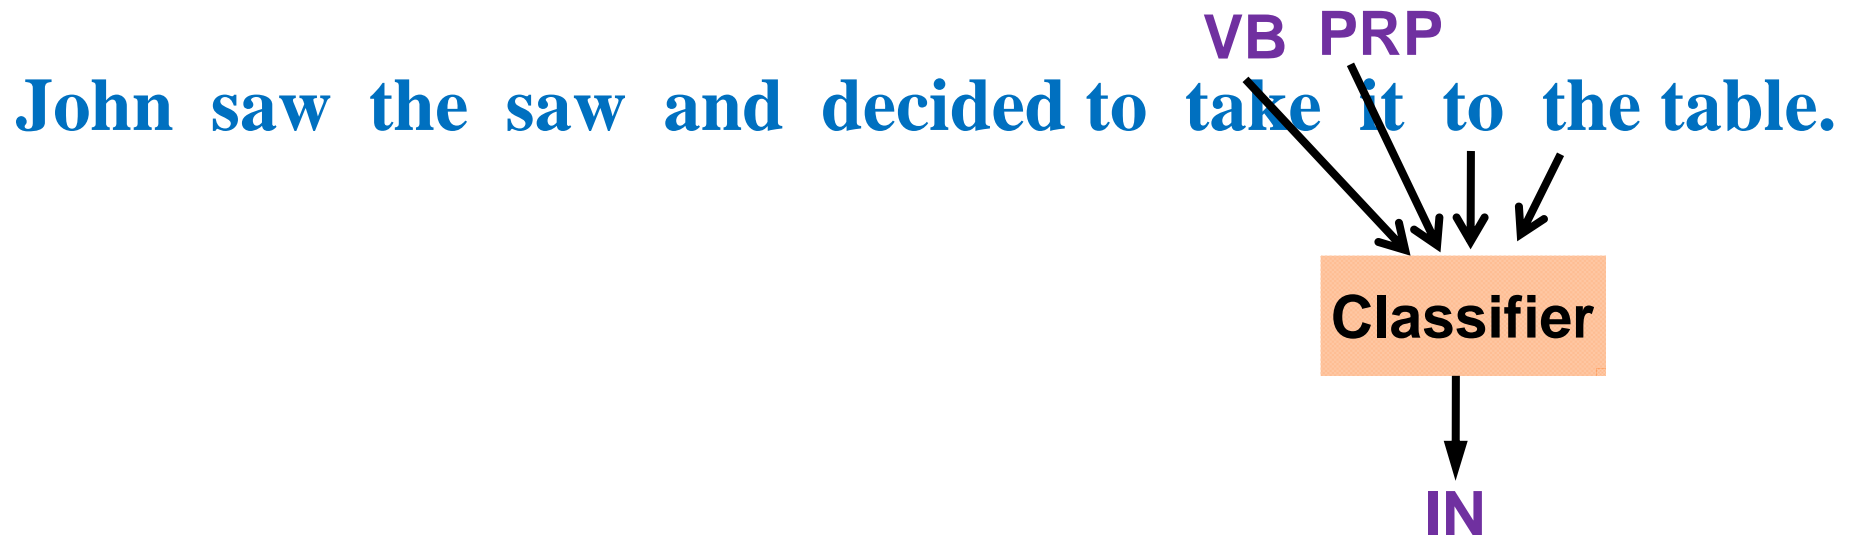 VB PRP
John saw the saw and decided to take it to the table.
Classifier
IN